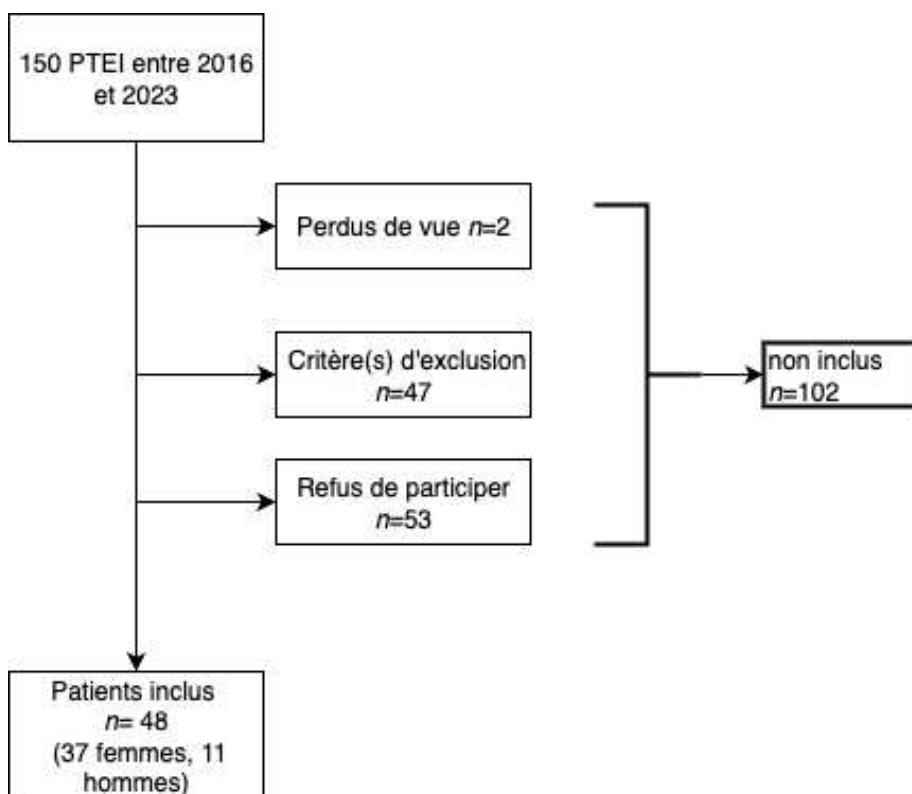 150 PTEI entre 2016
et 2023
Perdus de vue n=2
Critère(s) d'exclusion
n=47
non inclus
n=102
Refus de participer
n=53
Patients inclus
n= 48
(37 femmes, 11
hommes)